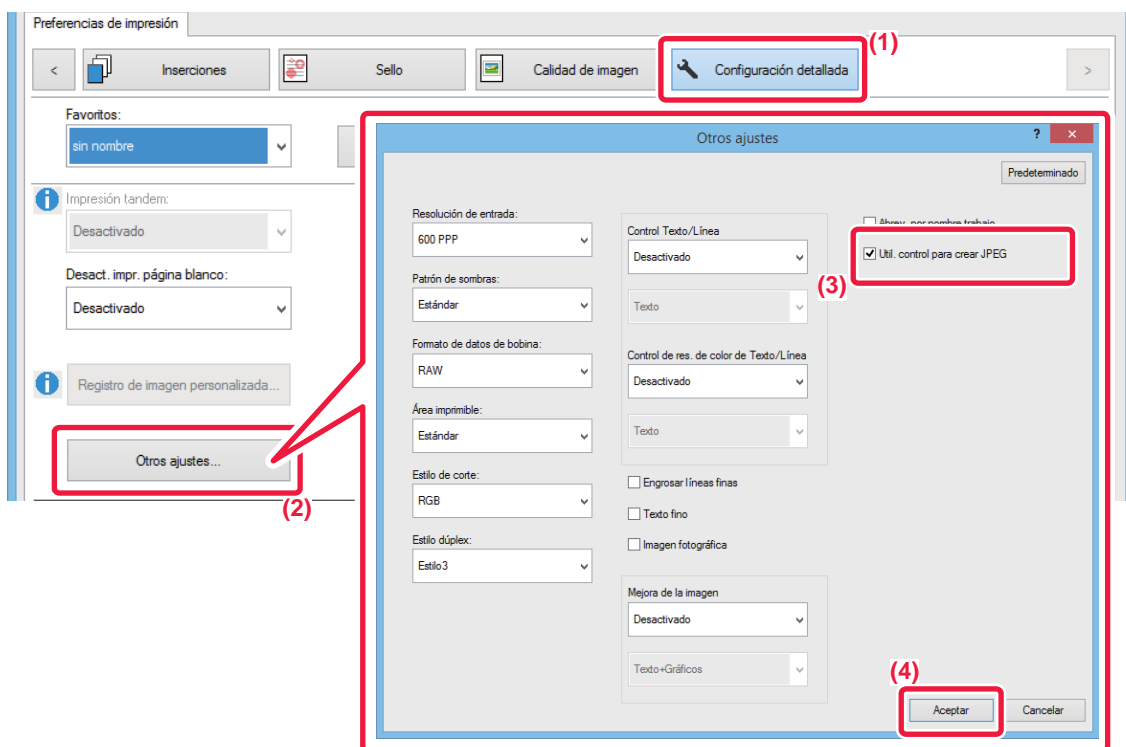 Preferencias de impresión
(1)
<
Inserciones
Sello
Calidad de imagen
Configuración detallada
>
Favoritos:
sin nombre
Impresión tandem:
Desactivado
Desact. impr. página blanco:
Desactivado
Registro de imagen personalizada...
Otros ajustes...
(2)
Otros ajustes
?
×
Predeterminado
Resolución de entrada:
600 PPP
Patrón de sombras:
Estándar
Formato de datos de bobina:
RAW
Área imprimible:
Estándar
Estilo de corte:
RGB
Estilo dúplex:
Estilo3
Control Texto/Línea
Desactivado
Texto
Control de res. de color de Texto/Línea
Desactivado
Texto
Engrosar líneas finas
Texto fino
Imagen fotográfica
Mejora de la imagen
Desactivado
Texto+Gráficos
Abrev. por nombre trabajo
(3)
Util. control para crear JPEG
(4)
Aceptar
Cancelar